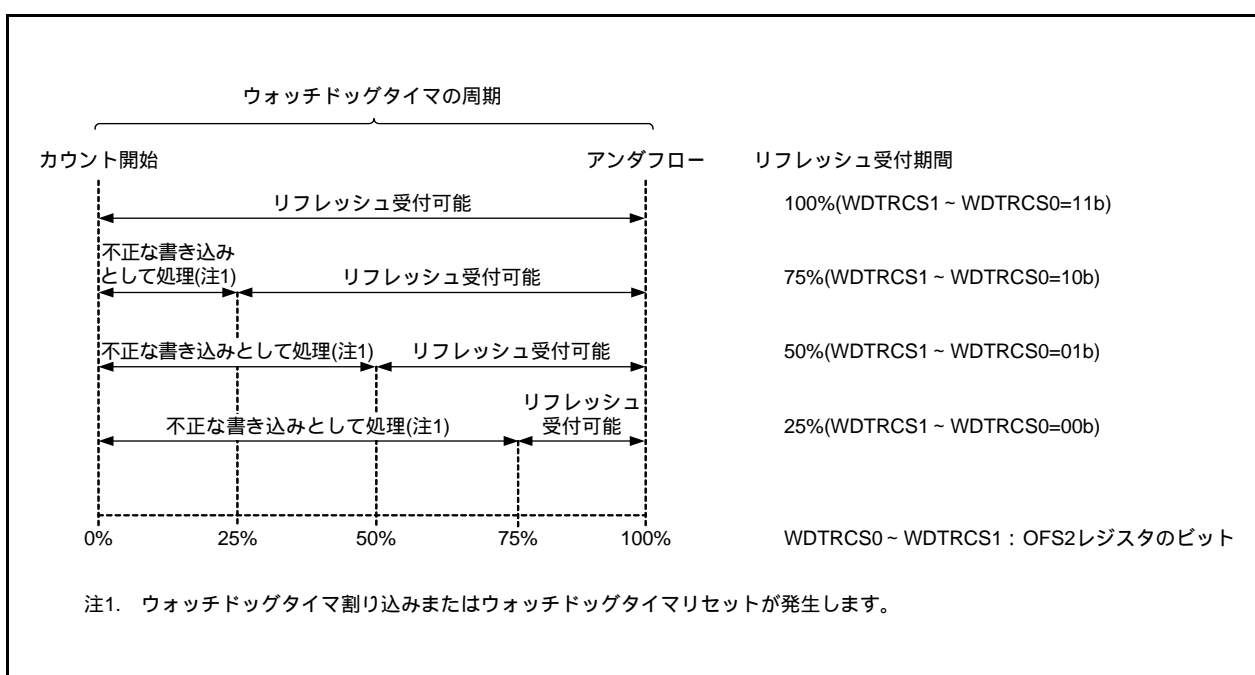 ウォッチドッグタイマの周期
カウント開始
アンダフロー
リフレッシュ受付期間
リフレッシュ受付可能
100%(WDTRCS1 ~ WDTRCS0=11b)
不正な書き込み
として処理(注1)
リフレッシュ受付可能
75%(WDTRCS1 ~ WDTRCS0=10b)
不正な書き込みとして処理(注1)
リフレッシュ受付可能
50%(WDTRCS1 ~ WDTRCS0=01b)
不正な書き込みとして処理(注1)
リフレッシュ
受付可能
25%(WDTRCS1 ~ WDTRCS0=00b)
0%
25%
50%
75%
100%
WDTRCS0 ~ WDTRCS1:OFS2レジスタのビット
注1. ウォッチドッグタイマ割り込みまたはウォッチドッグタイマリセットが発生します。